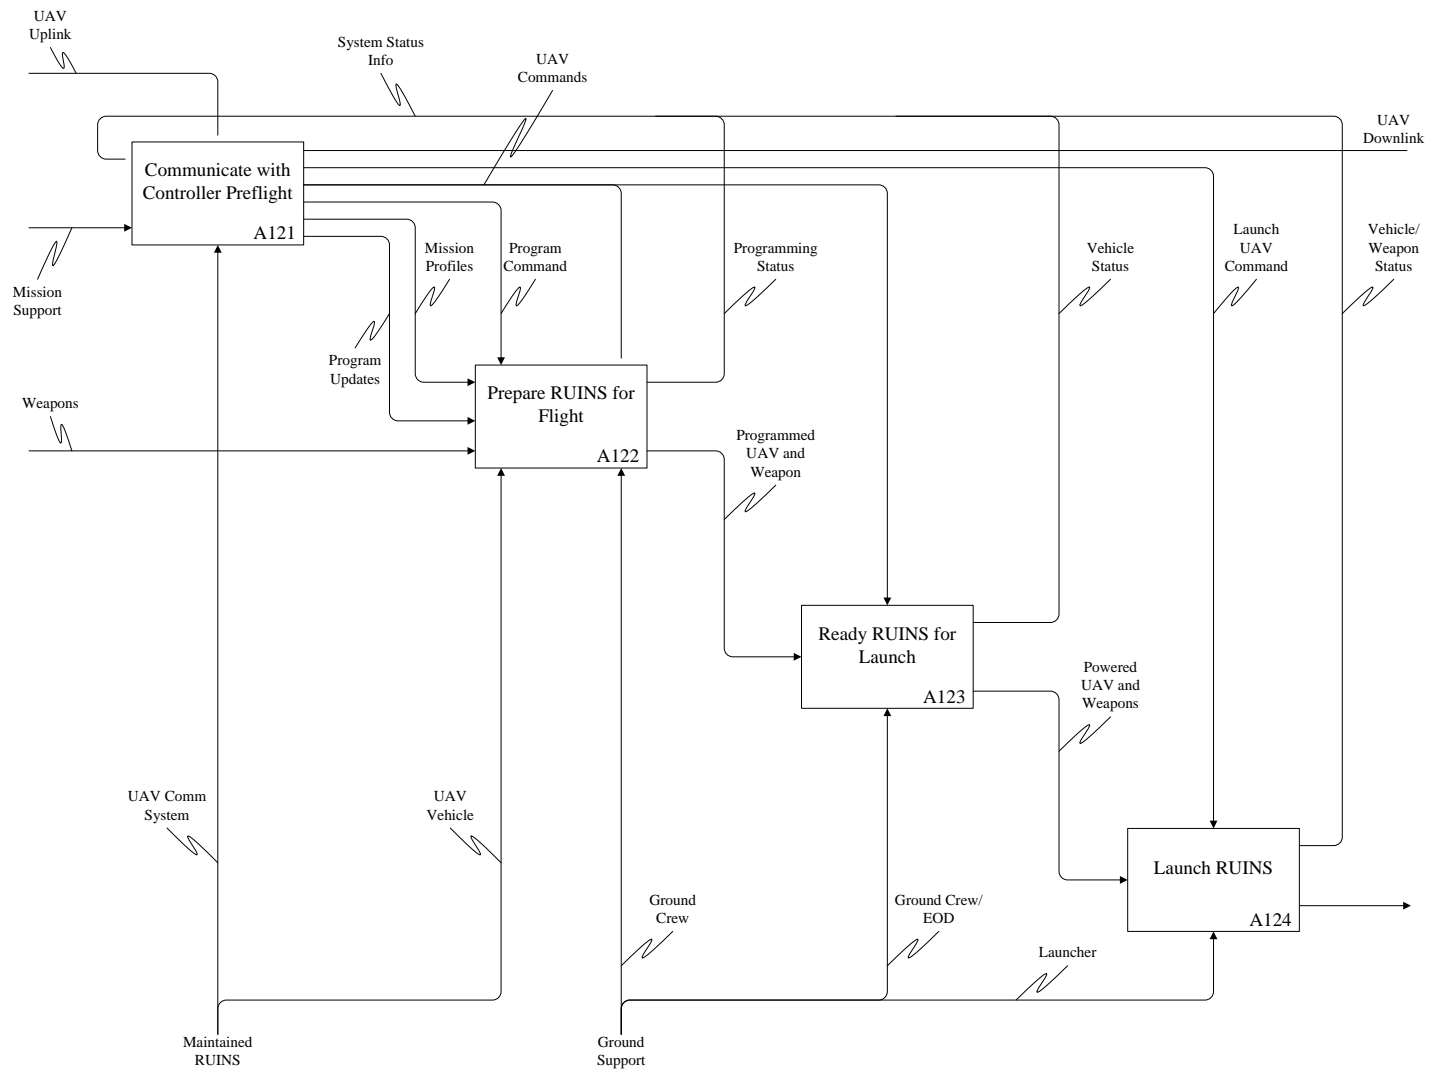 UAV
Uplink
System Status
Info
UAV
Commands
UAV
Downlink
Communicate with
Controller Preflight
A121
Mission
Support
Mission
Profiles
Program
Command
Programming
Status
Vehicle
Status
Launch
UAV
Command
Vehicle/
Weapon
Status
Program
Updates
Weapons
Prepare RUINS for
Flight
A122
Programmed
UAV and
Weapon
Ready RUINS for
Launch
A123
Powered
UAV and
Weapons
UAV Comm
System
UAV
Vehicle
Launch RUINS
A124
Ground
Crew
Ground Crew/
EOD
Launcher
Maintained
RUINS
Ground
Support